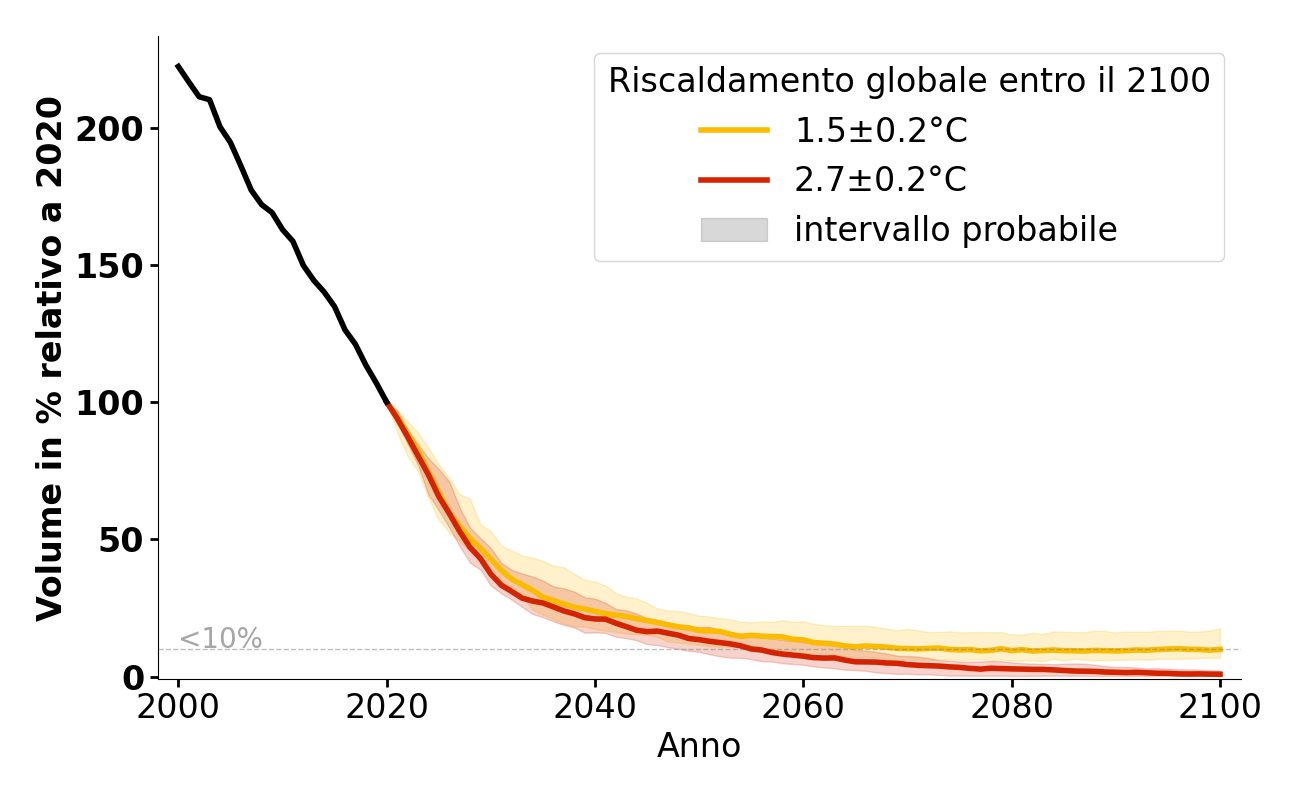 Riscaldamento globale entro il 2100
1.5±0.2°C
2.7±0.2°C
intervallo probabile
Volume in % relativo a 2020
200
150
100
50
0
<10%
2000
2020
2040
2060
2080
2100
Anno